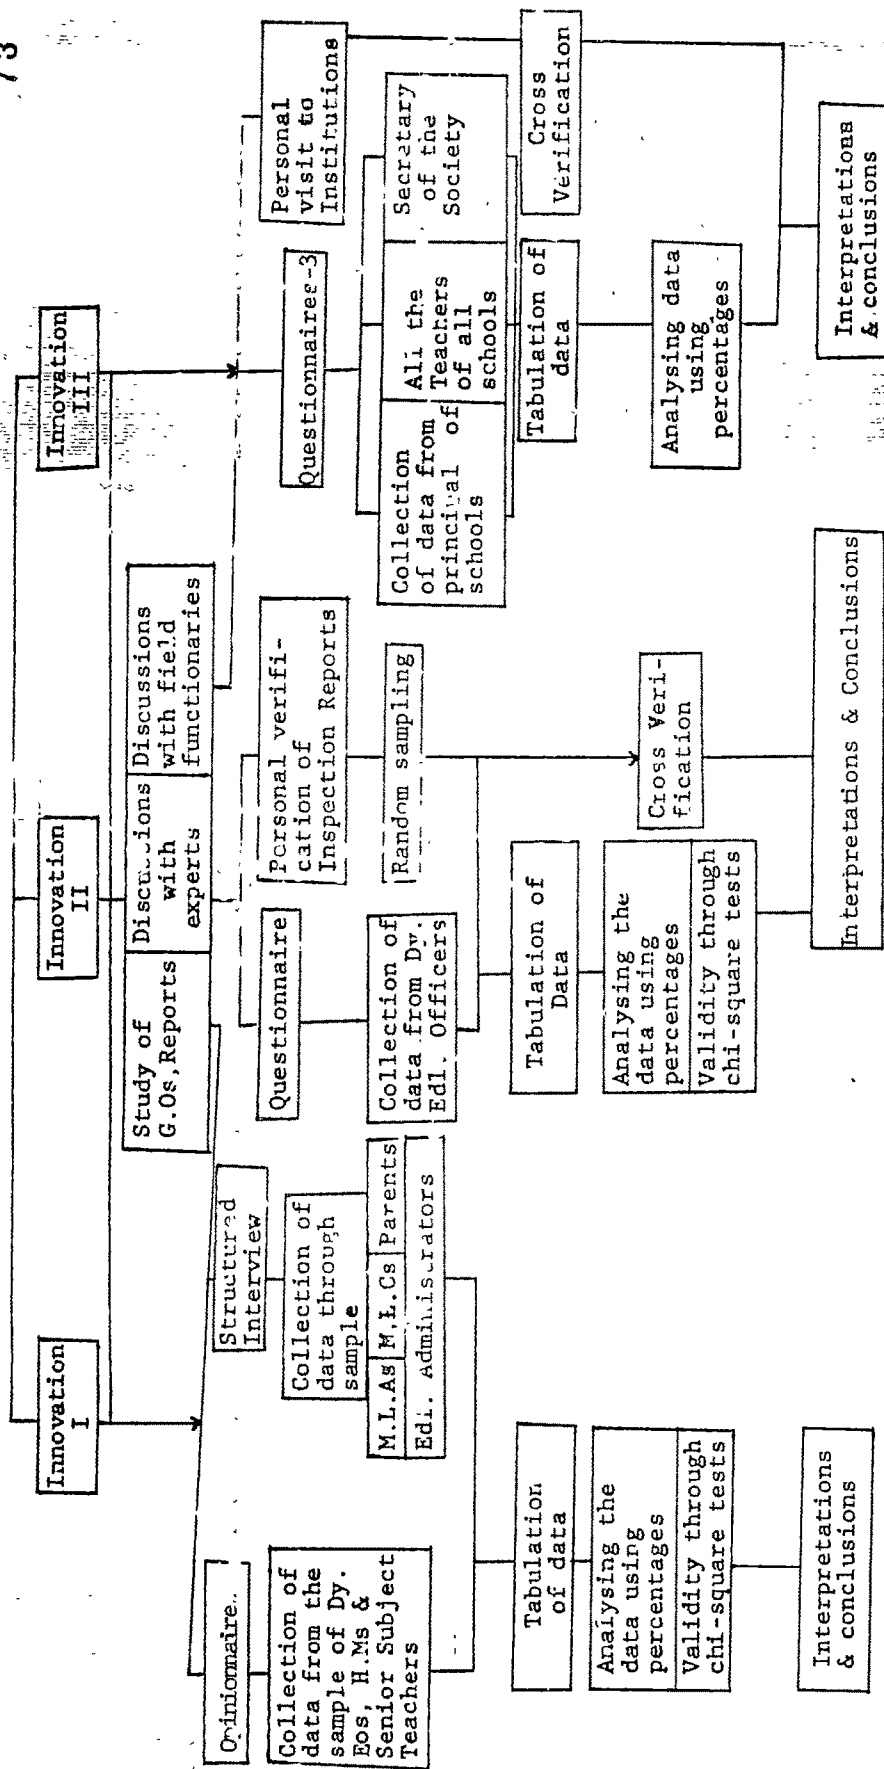 73
Innovation
I
Innovation
II
Innovation
III
Study of
G.Os,Reports
Discussions
with
experts
Discussions
with field
functionaries
Opinionnaire
Structured
Interview
Questionnaire
Personal verifi-
cation of
Inspection Reports
Questionnaires-3
Personal
visit to
Institutions
Collection of
data from the
sample of Dy.
Eos, H.Ms &
Senior Subject
Teachers
Collection of
data through
sample
M.L.As
M.L.Cs
Parents
Edl. Administrators
Collection of
data from Dy.
Edl. Officers
Random sampling
Collection
of data from
principal of
schools
All the
Teachers
of all
schools
Secretary
of the
Society
Tabulation
of data
Tabulation of
Data
Tabulation of
data
Cross
Verification
Analysing the
data using
percentages
Validity through
chi-square tests
Analysing the
data using
percentages
Validity through
chi-square tests
Cross Veri-
fication
Analysing data
using
percentages
Interpretations
& conclusions
Interpretations & Conclusions
Interpretations
& conclusions